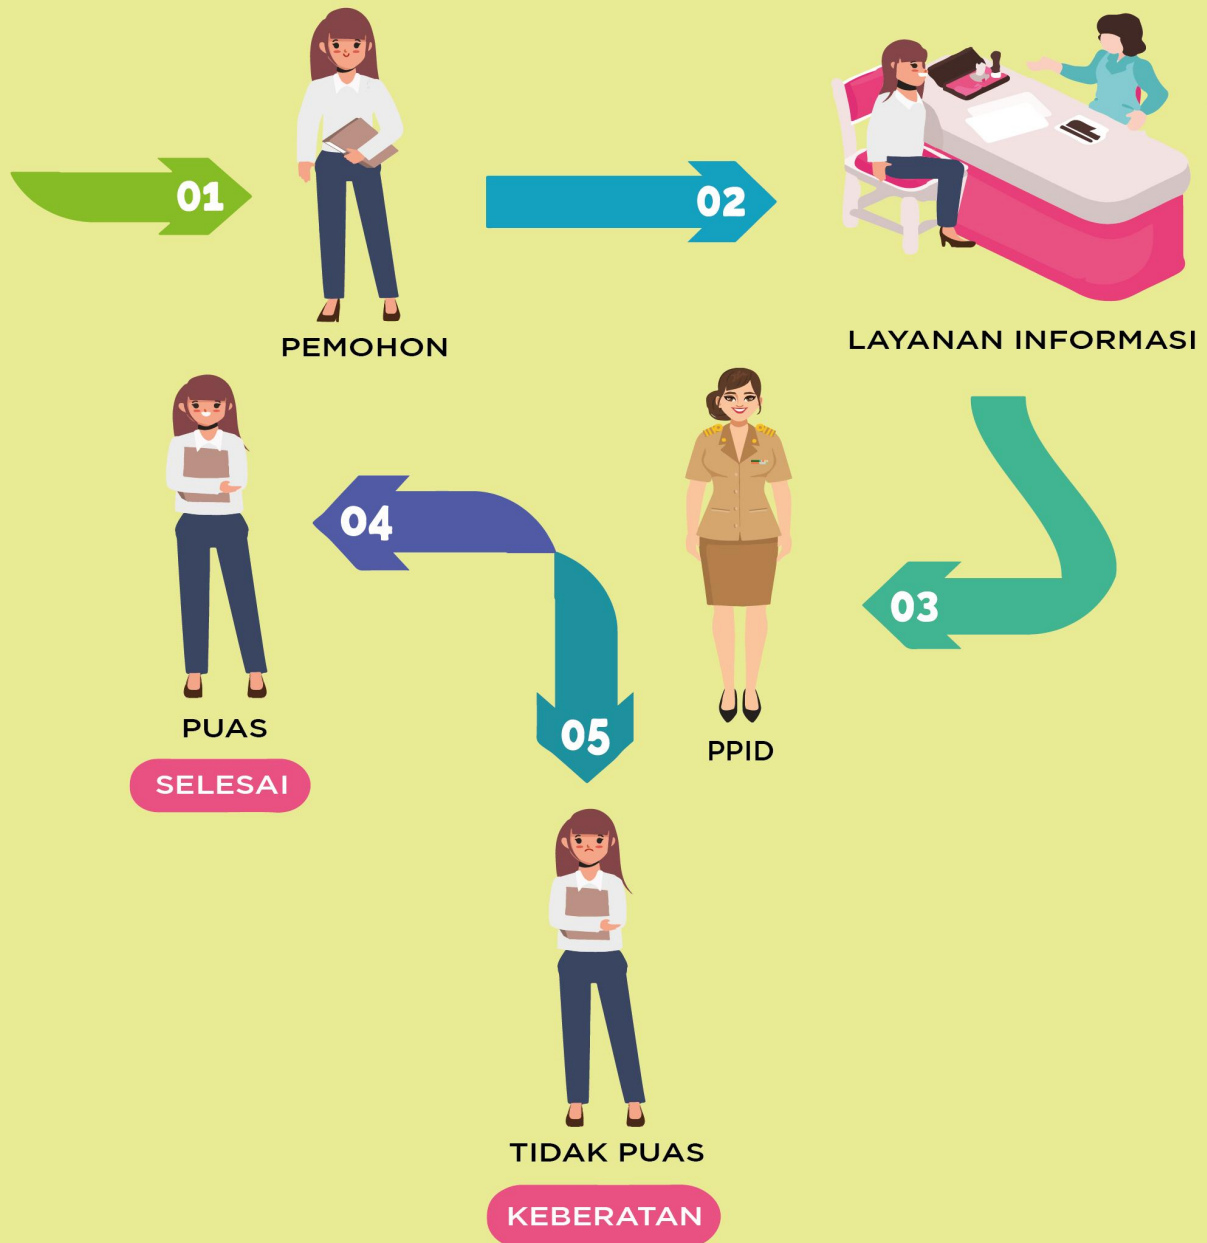 01
PEMOHON
02
LAYANAN INFORMASI
03
PPID
04
PUAS
SELESAI
05
TIDAK PUAS
KEBERATAN